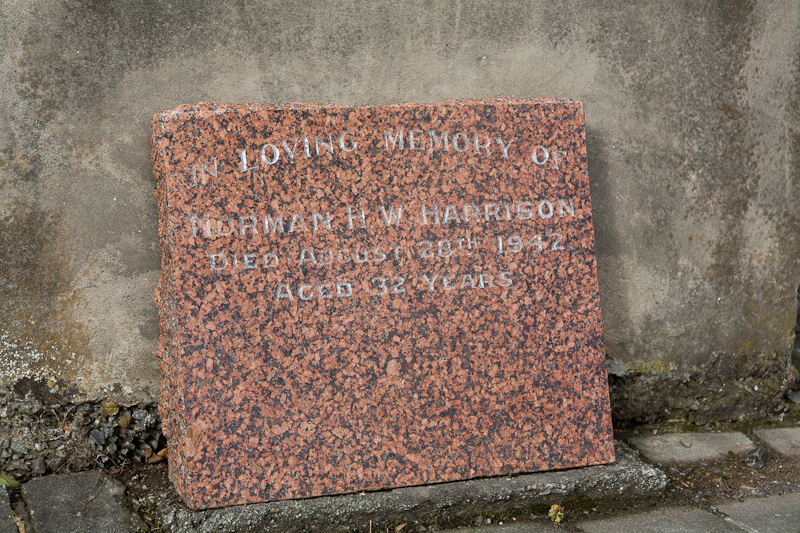 IN LOVING MEMORY OF
NORMAN H. W. HARRISON
DIED AUGUST 28TH 1942
AGED 32 YEARS